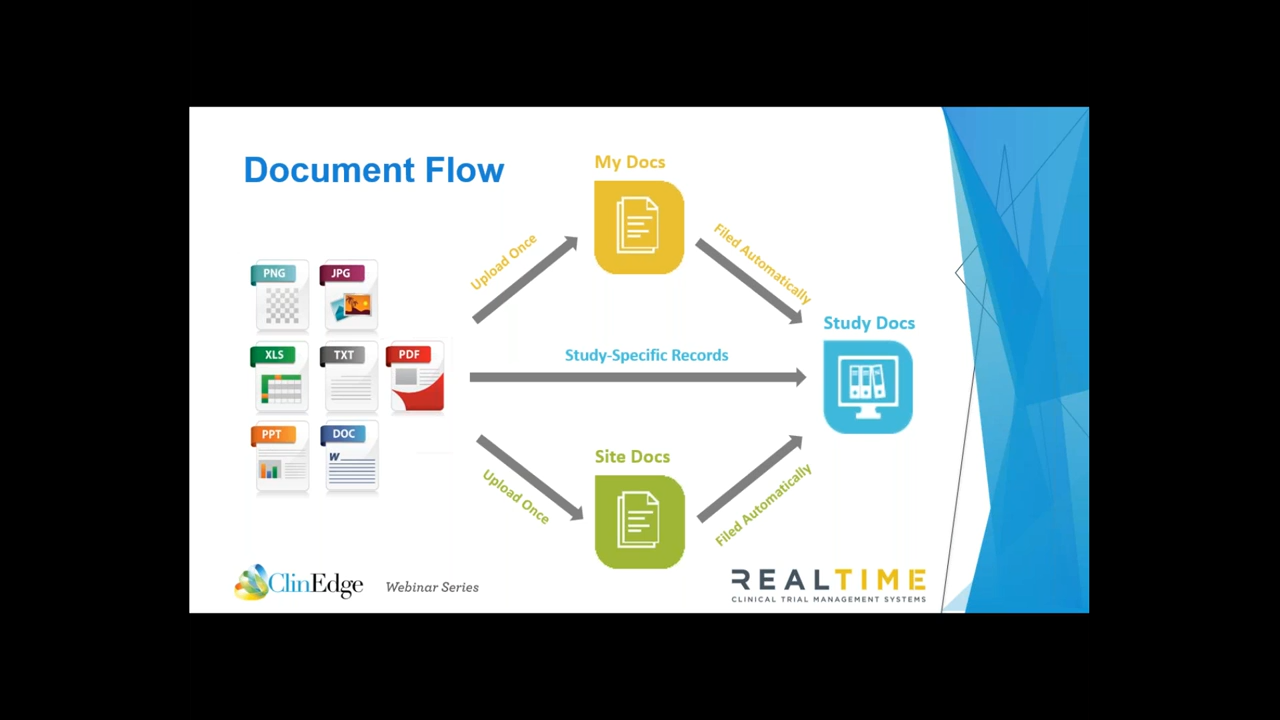 Document Flow
My Docs
Upload Once
Filed Automatically
PNG
JPG
Study Docs
XLS
TXT
PDF
Study-Specific Records
PPT
DOC
W
Site Docs
Upload Once
Filed Automatically
ClinEdge
Webinar Series
REALTIME
CLINICAL TRIAL MANAGEMENT SYSTEMS